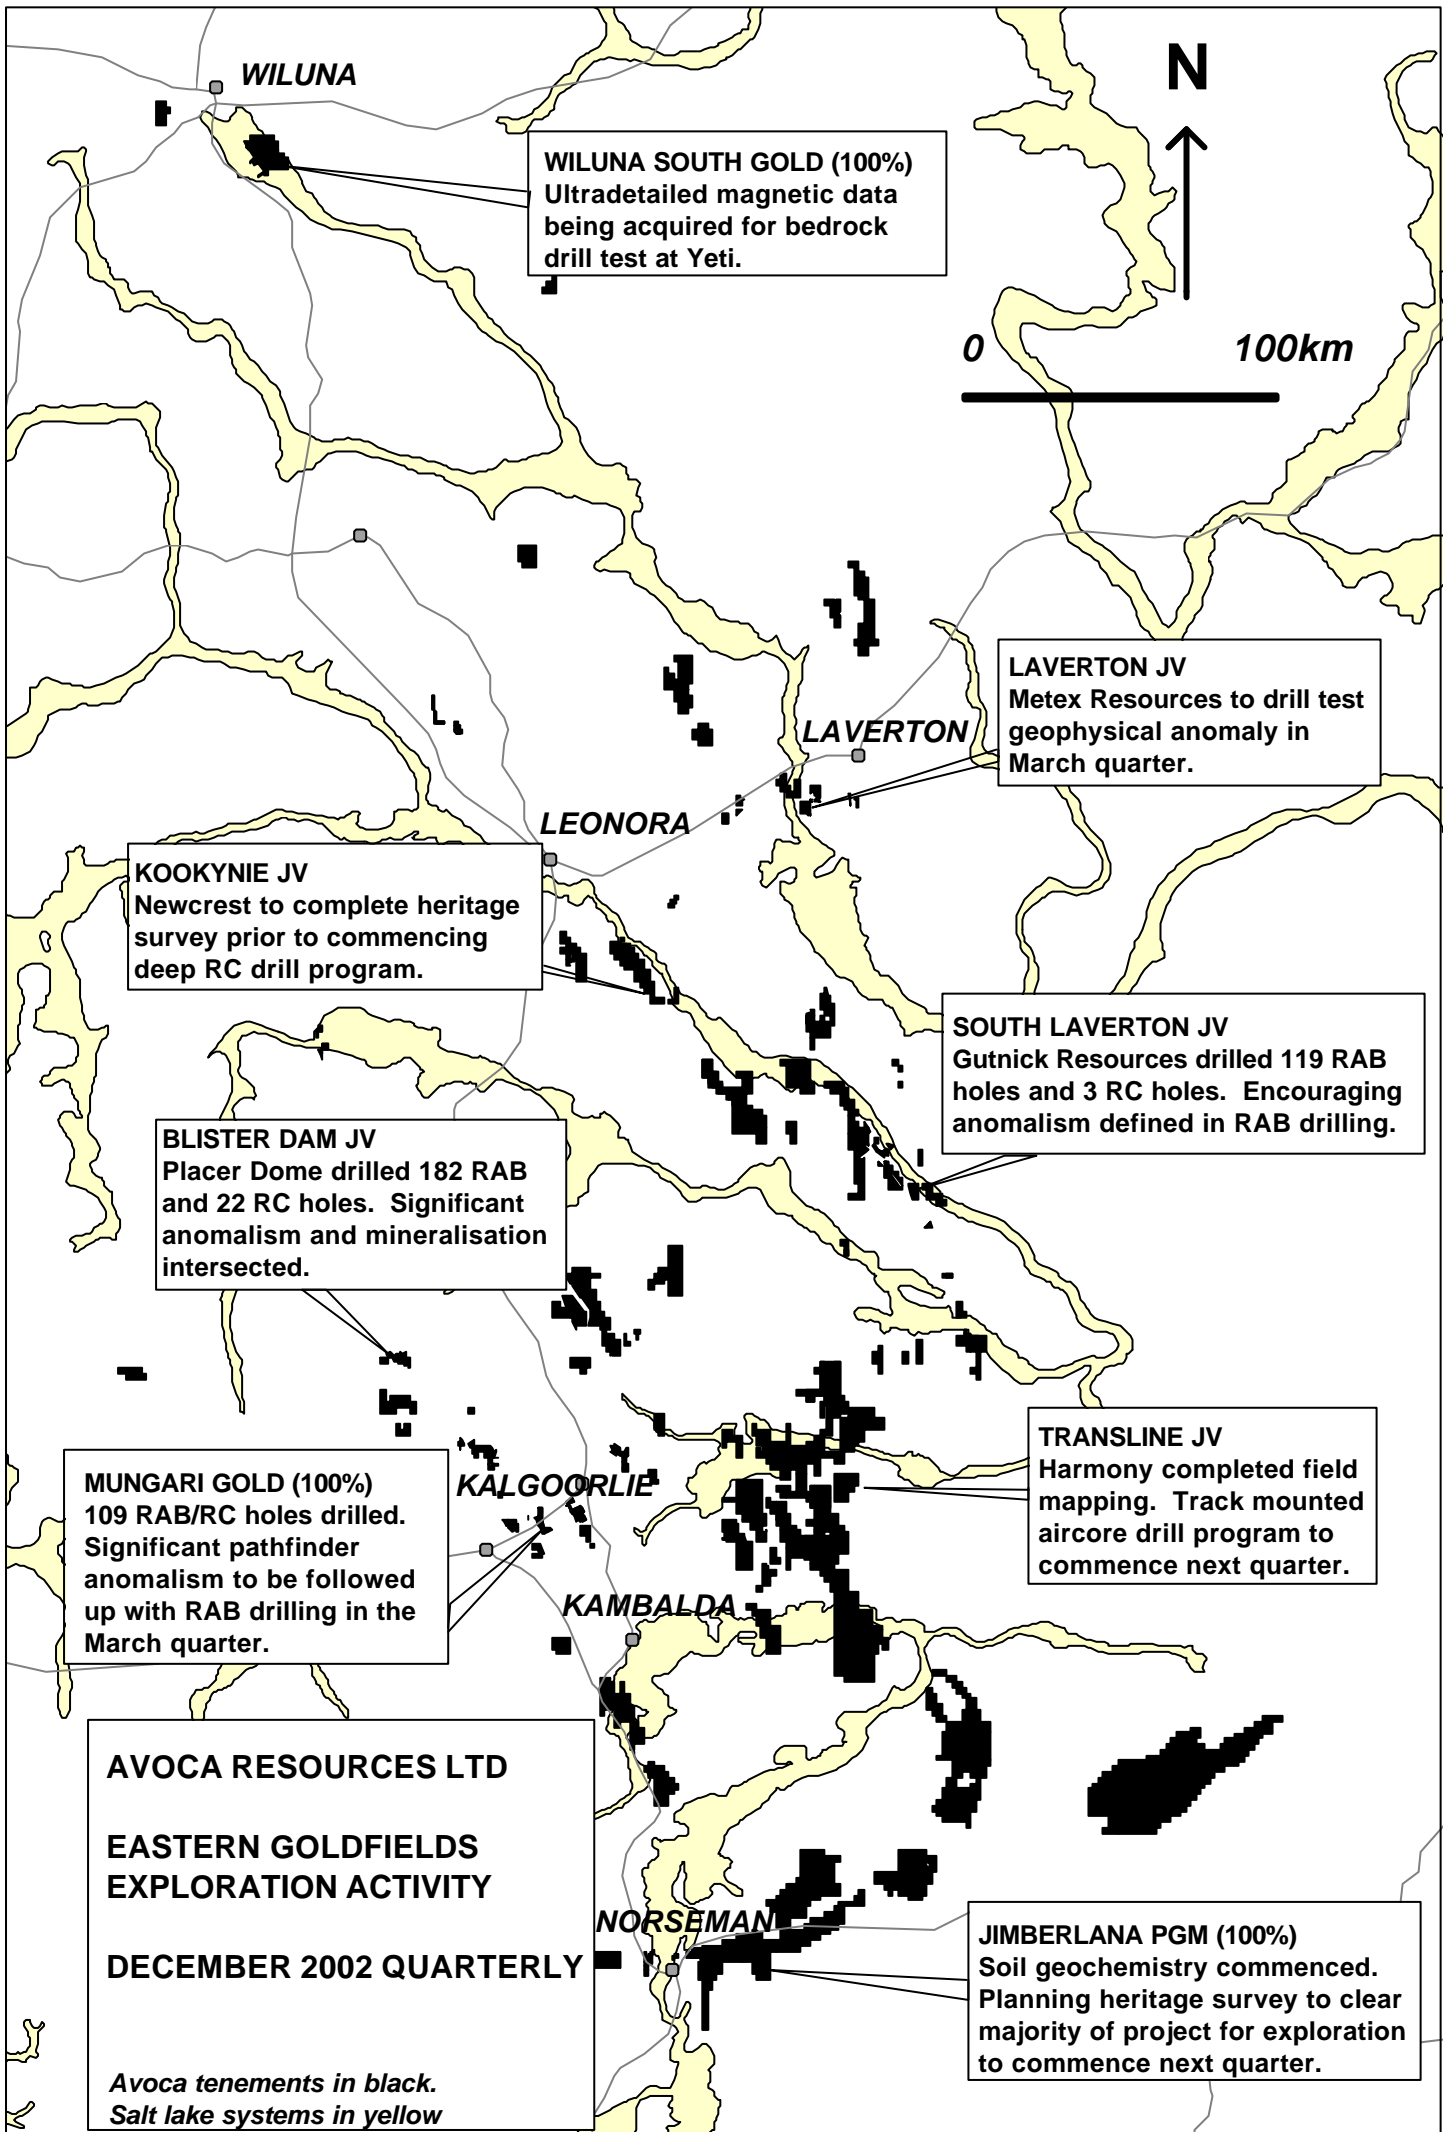 WILUNA
N
WILUNA SOUTH GOLD (100%)
Ultradetailed magnetic data
being acquired for bedrock
drill test at Yeti.
0 100km
LAVERTON JV
Metex Resources to drill test
geophysical anomaly in
March quarter.
LAVERTON
LEONORA
KOOKYNIE JV
Newcrest to complete heritage
survey prior to commencing
deep RC drill program.
SOUTH LAVERTON JV
Gutnick Resources drilled 119 RAB
holes and 3 RC holes. Encouraging
anomalism defined in RAB drilling.
BLISTER DAM JV
Placer Dome drilled 182 RAB
and 22 RC holes. Significant
anomalism and mineralisation
intersected.
TRANSLINE JV
Harmony completed field
mapping. Track mounted
aircore drill program to
commence next quarter.
MUNGARI GOLD (100%)
109 RAB/RC holes drilled.
Significant pathfinder
anomalism to be followed
up with RAB drilling in the
March quarter.
KALGOORLIE
KAMBALDA
AVOCA RESOURCES LTD
EASTERN GOLDFIELDS
EXPLORATION ACTIVITY
DECEMBER 2002 QUARTERLY
Avoca tenements in black.
Salt lake systems in yellow
NORSEMAN
JIMBERLANA PGM (100%)
Soil geochemistry commenced.
Planning heritage survey to clear
majority of project for exploration
to commence next quarter.